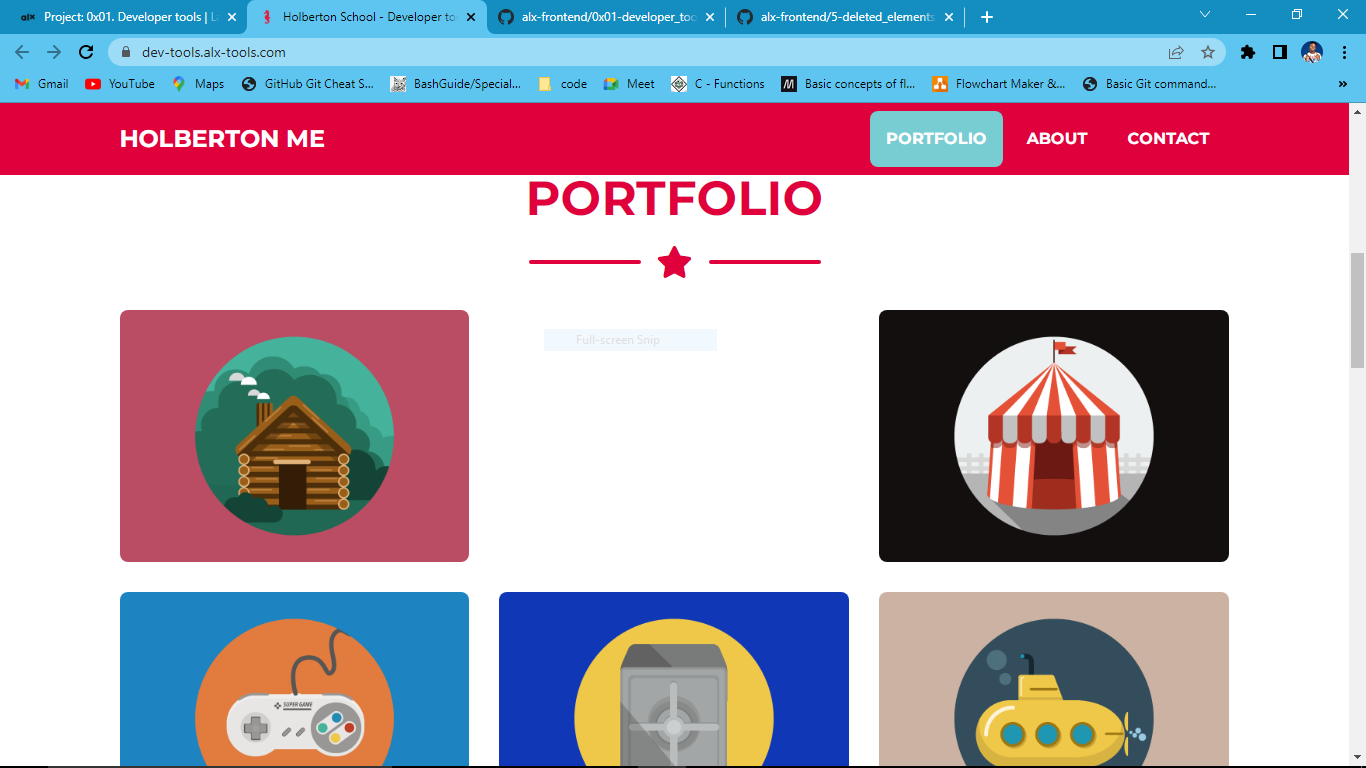 alx Project: 0x01. Developer tools | La
Holberton School - Developer to
alx-frontend/0x01-developer_too
alx-frontend/5-deleted_elements
dev-tools.alx-tools.com
Gmail YouTube Maps GitHub Git Cheat S... BashGuide/Special... code Meet C - Functions M Basic concepts of fl... Flowchart Maker &... Basic Git command... »
HOLBERTON ME PORTFOLIO ABOUT CONTACT
PORTFOLIO
Full-screen Snip
SUPER GAME